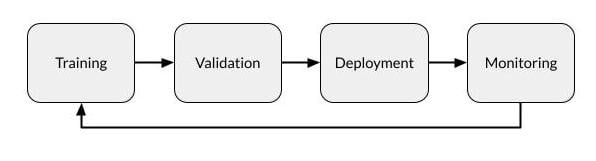 Training
Validation
Deployment
Monitoring